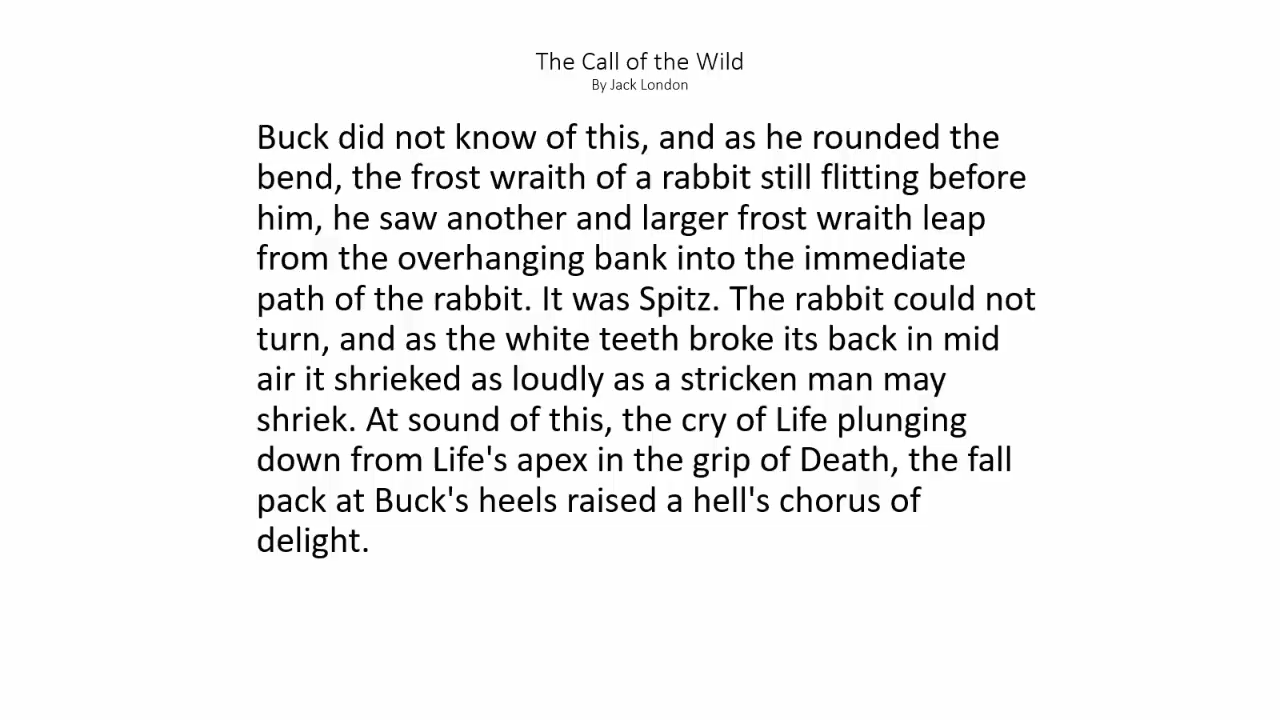 The Call of the Wild
By Jack London
Buck did not know of this, and as he rounded the
bend, the frost wraith of a rabbit still flitting before
him, he saw another and larger frost wraith leap
from the overhanging bank into the immediate
path of the rabbit. It was Spitz. The rabbit could not
turn, and as the white teeth broke its back in mid
air it shrieked as loudly as a stricken man may
shriek. At sound of this, the cry of Life plunging
down from Life's apex in the grip of Death, the fall
pack at Buck's heels raised a hell's chorus of
delight.